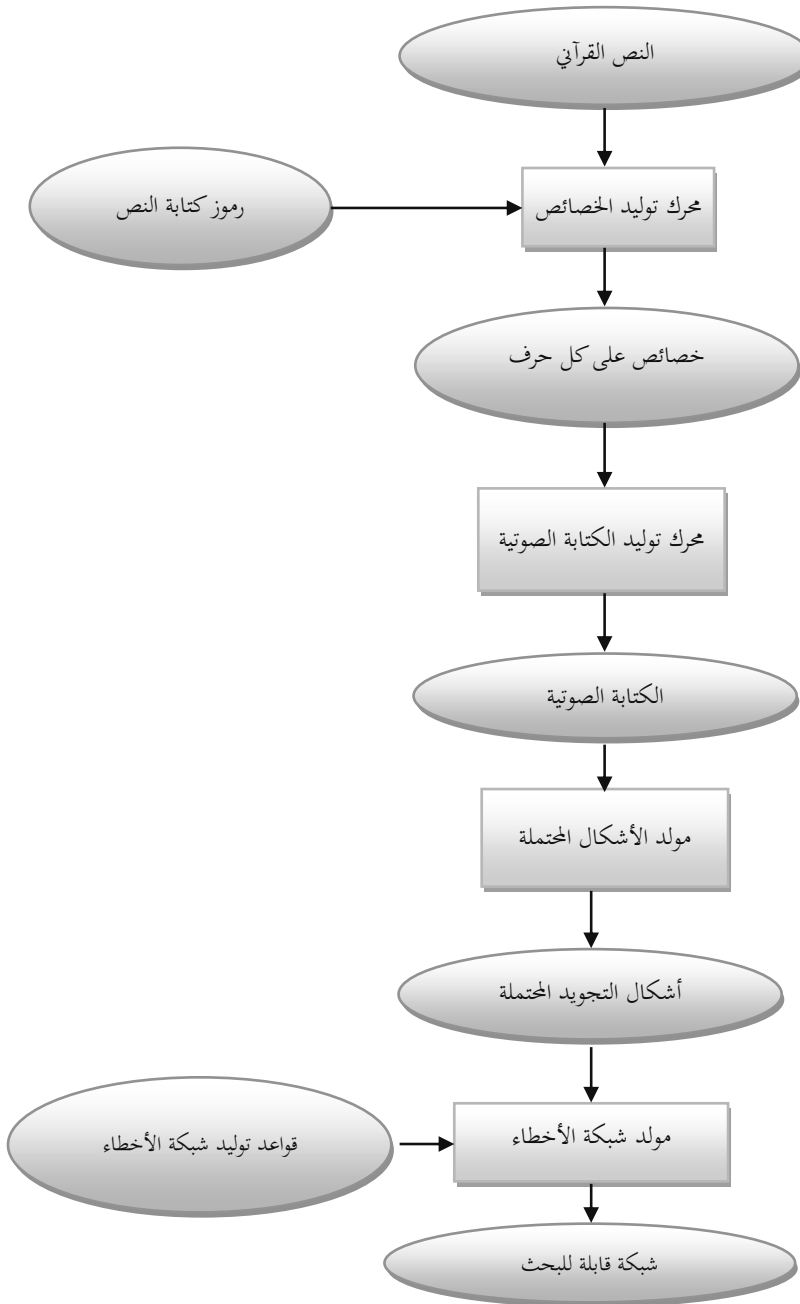 النص القرآني
محرك توليد الخصائص
رموز كتابة النص
خصائص على كل حرف
محرك توليد الكتابة الصوتية
الكتابة الصوتية
مولد الأشكال المحتملة
أشكال التجويد المحتملة
مولد شبكة الأخطاء
قواعد توليد شبكة الأخطاء
شبكة قابلة للبحث